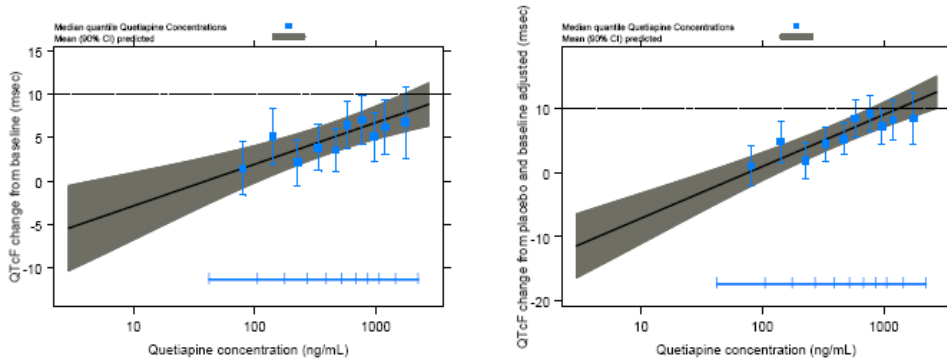 Median quantile Quetiapine Concentrations
Mean (90% CI) predicted
QTcF change from baseline (msec)
15
10
5
0
-5
-10
10
100
1000
Quetiapine concentration (ng/mL)
Median quantile Quetiapine Concentrations
Mean (90% CI) predicted
QTcF change from placebo and baseline adjusted (msec)
20
10
0
-10
-20
10
100
1000
Quetiapine concentration (ng/mL)